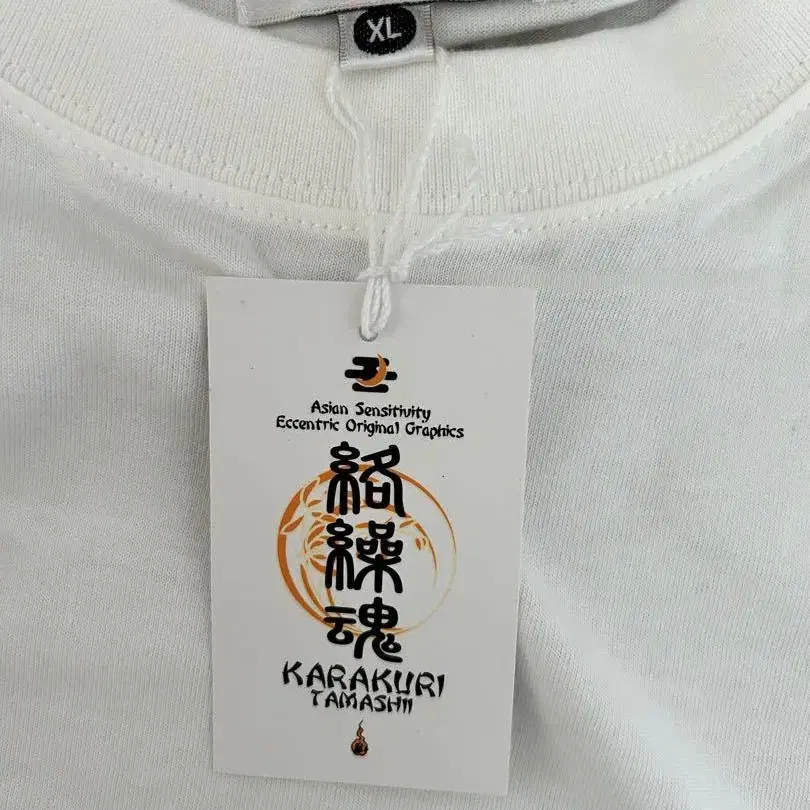 XL
Asian Sensitivity
Eccentric Original Graphics
絡繰魂
KARAKURI
TAMASHII